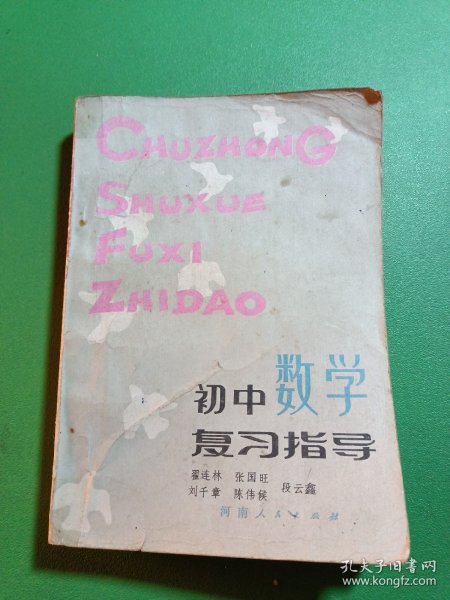 CHUZHONG
SHUXUE
FUXI
ZHIDAO
初中数学
复习指导
翟连林 张国旺
刘千章 陈伟候 段云鑫
河南人民出版社
孔夫子旧书网
www.kongfz.com